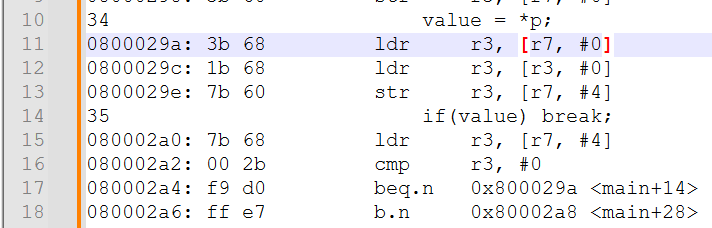 10 34                          value = *p;
11 0800029a: 3b 68             ldr     r3, [r7, #0]
12 0800029c: 1b 68             ldr     r3, [r3, #0]
13 0800029e: 7b 60             str     r3, [r7, #4]
14 35                          if(value) break;
15 080002a0: 7b 68             ldr     r3, [r7, #4]
16 080002a2: 00 2b             cmp     r3, #0
17 080002a4: f9 d0             beq.n   0x800029a <main+14>
18 080002a6: ff e7             b.n     0x80002a8 <main+28>